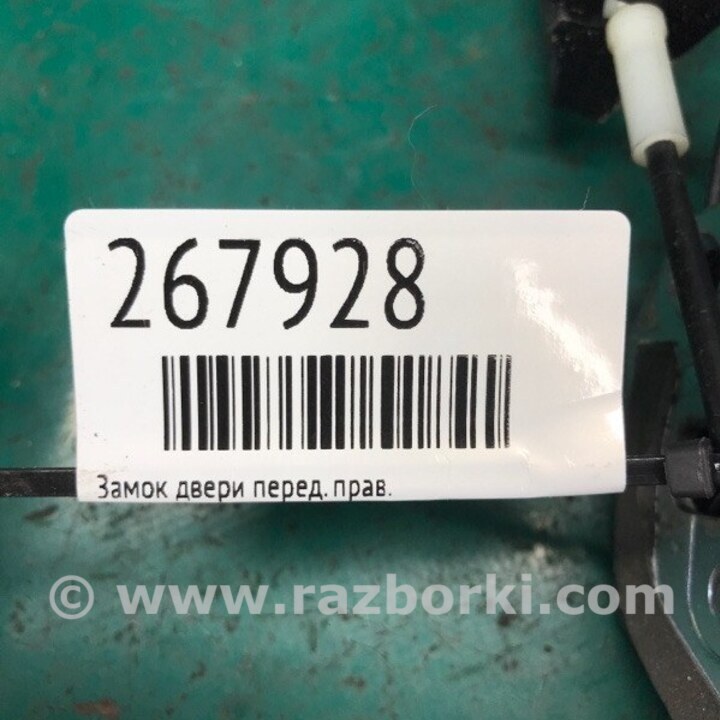 267928
Замок двери перед. прав.
© www.razborki.com